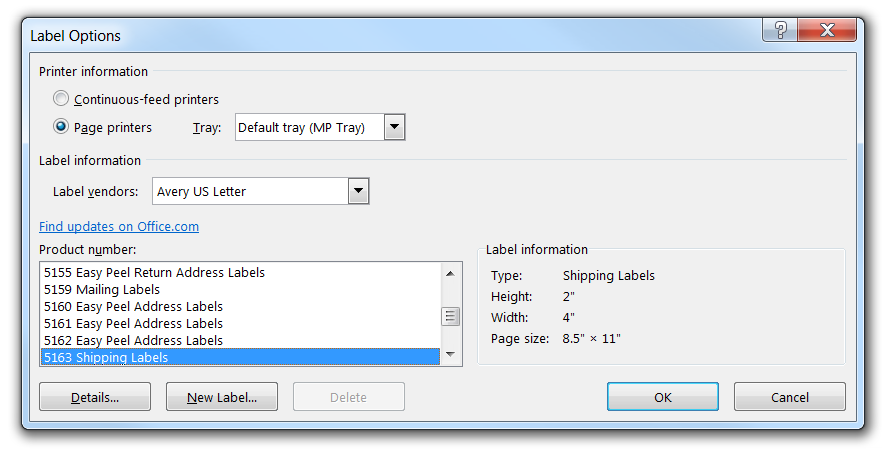 Label Options
Printer information
Continuous-feed printers
Page printers Tray: Default tray (MP Tray)
Label information
Label vendors: Avery US Letter
Find updates on Office.com
Product number:
5155 Easy Peel Return Address Labels
5159 Mailing Labels
5160 Easy Peel Address Labels
5161 Easy Peel Address Labels
5162 Easy Peel Address Labels
5163 Shipping Labels
Label information
Type: Shipping Labels
Height: 2"
Width: 4"
Page size: 8.5" × 11"
Details... New Label... Delete OK Cancel